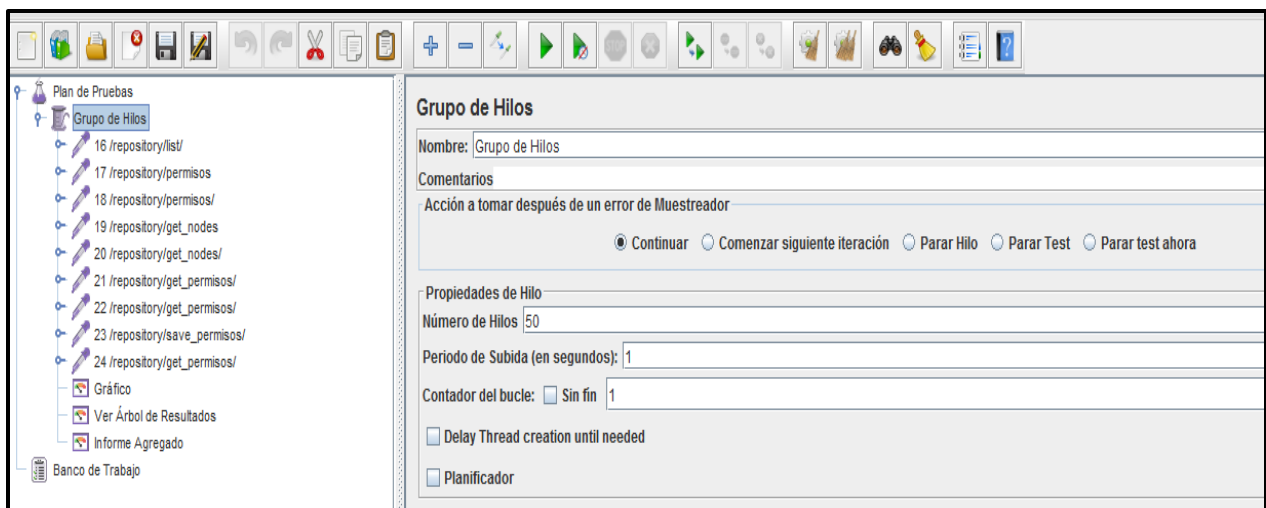 STOP
?
Plan de Pruebas
Grupo de Hilos
16 /repository/list/
17 /repository/permisos
18 /repository/permisos/
19 /repository/get_nodes
20 /repository/get_nodes/
21 /repository/get_permisos/
22 /repository/get_permisos/
23 /repository/save_permisos/
24 /repository/get_permisos/
Gráfico
Ver Árbol de Resultados
Informe Agregado
Banco de Trabajo
Grupo de Hilos
Nombre: Grupo de Hilos
Comentarios
Acción a tomar después de un error de Muestreador
Continuar Comenzar siguiente iteración Parar Hilo Parar Test Parar test ahora
Propiedades de Hilo
Número de Hilos 50
Periodo de Subida (en segundos): 1
Contador del bucle: Sin fin 1
Delay Thread creation until needed
Planificador